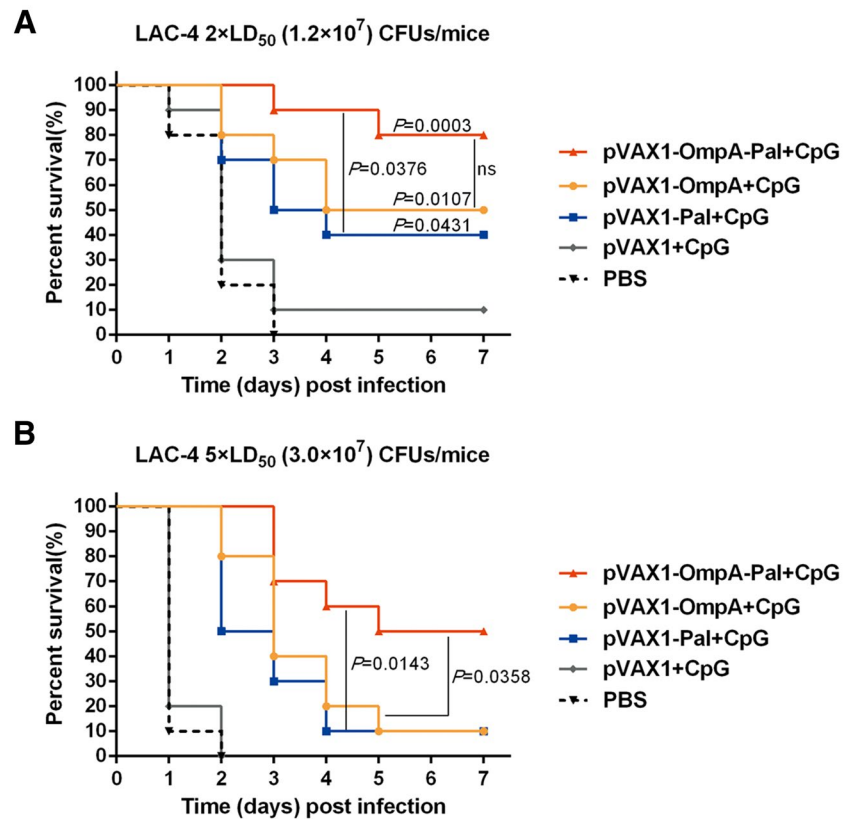 A
LAC-4 2×LD50 (1.2×10^7) CFUs/mice
Percent survival(%)
100
90
80
70
60
50
40
30
20
10
0
P=0.0003
P=0.0376
ns
P=0.0107
P=0.0431
0 1 2 3 4 5 6 7
Time (days) post infection
pVAX1-OmpA-Pal+CpG
pVAX1-OmpA+CpG
pVAX1-Pal+CpG
pVAX1+CpG
PBS
B
LAC-4 5×LD50 (3.0×10^7) CFUs/mice
Percent survival(%)
100
90
80
70
60
50
40
30
20
10
0
P=0.0143
P=0.0358
0 1 2 3 4 5 6 7
Time (days) post infection
pVAX1-OmpA-Pal+CpG
pVAX1-OmpA+CpG
pVAX1-Pal+CpG
pVAX1+CpG
PBS